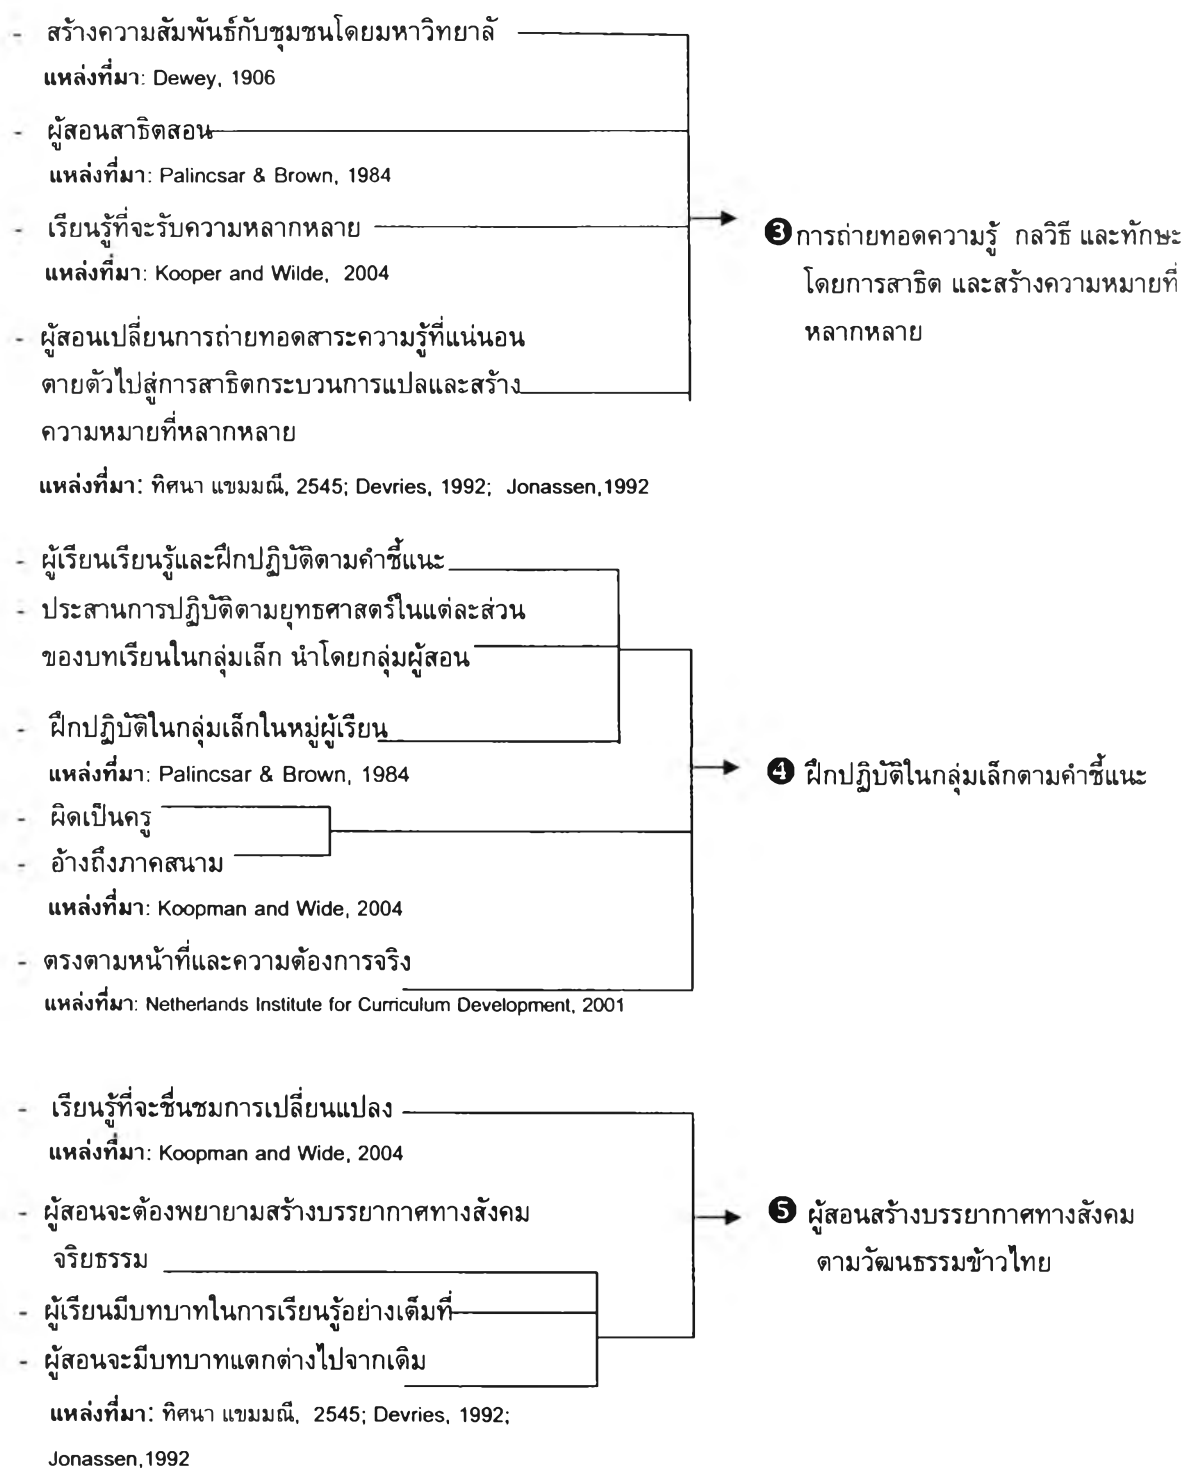 - สร้างความสัมพันธ์กับชุมชนโดยมหาวิทยาลั
แหล่งที่มา: Dewey, 1906
- ผู้สอนสาธิตสอน
แหล่งที่มา: Palincsar & Brown, 1984
- เรียนรู้ที่จะรับความหลากหลาย
แหล่งที่มา: Kooper and Wilde, 2004
- ผู้สอนเปลี่ยนการถ่ายทอดสาระความรู้ที่แน่นอน
ตายตัวไปสู่การสาธิตกระบวนการแปลและสร้าง
ความหมายที่หลากหลาย
แหล่งที่มา: ทิศนา แขมมณี, 2545; Devries, 1992; Jonassen,1992
❸การถ่ายทอดความรู้ กลวิธี และทักษะ
โดยการสาธิต และสร้างความหมายที่
หลากหลาย
- ผู้เรียนเรียนรู้และฝึกปฏิบัติตามคำชี้แนะ
- ประสานการปฏิบัติตามยุทธศาสตร์ในแต่ละส่วน
ของบทเรียนในกลุ่มเล็ก นำโดยกลุ่มผู้สอน
- ฝึกปฏิบัติในกลุ่มเล็กในหมู่ผู้เรียน
แหล่งที่มา: Palincsar & Brown, 1984
- ผิดเป็นครู
- อ้างถึงภาคสนาม
แหล่งที่มา: Koopman and Wide, 2004
- ตรงตามหน้าที่และความต้องการจริง
แหล่งที่มา: Netherlands Institute for Curriculum Development, 2001
❹ ฝึกปฏิบัติในกลุ่มเล็กตามคำชี้แนะ
- เรียนรู้ที่จะชื่นชมการเปลี่ยนแปลง
แหล่งที่มา: Koopman and Wide, 2004
- ผู้สอนจะต้องพยายามสร้างบรรยากาศทางสังคม
จริยธรรม
- ผู้เรียนมีบทบาทในการเรียนรู้อย่างเต็มที่
- ผู้สอนจะมีบทบาทแตกต่างไปจากเดิม
แหล่งที่มา: ทิศนา แขมมณี, 2545; Devries, 1992;
Jonassen,1992
❺ ผู้สอนสร้างบรรยากาศทางสังคม
ตามวัฒนธรรมข้าวไทย